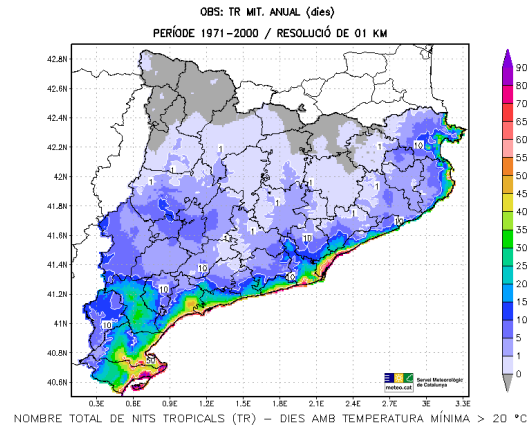 OBS: TR MIT. ANUAL (dies)
PERÍODE 1971-2000 / RESOLUCIÓ DE 01 KM
42.8N
42.6N
42.4N
42.2N
42N
41.8N
41.6N
41.4N
41.2N
41N
40.8N
40.6N
0.3E 0.6E 0.9E 1.2E 1.5E 1.8E 2.1E 2.4E 2.7E 3E 3.3E
90
80
70
65
60
55
50
45
40
35
30
25
20
15
10
5
1
0
1
1
1
1
1
1
1
1
10
10
10
10
10
10
10
50
meteo.cat
Servei Meteorològic
de Catalunya
NOMBRE TOTAL DE NITS TROPICALS (TR) – DIES AMB TEMPERATURA MÍNIMA > 20 ºC